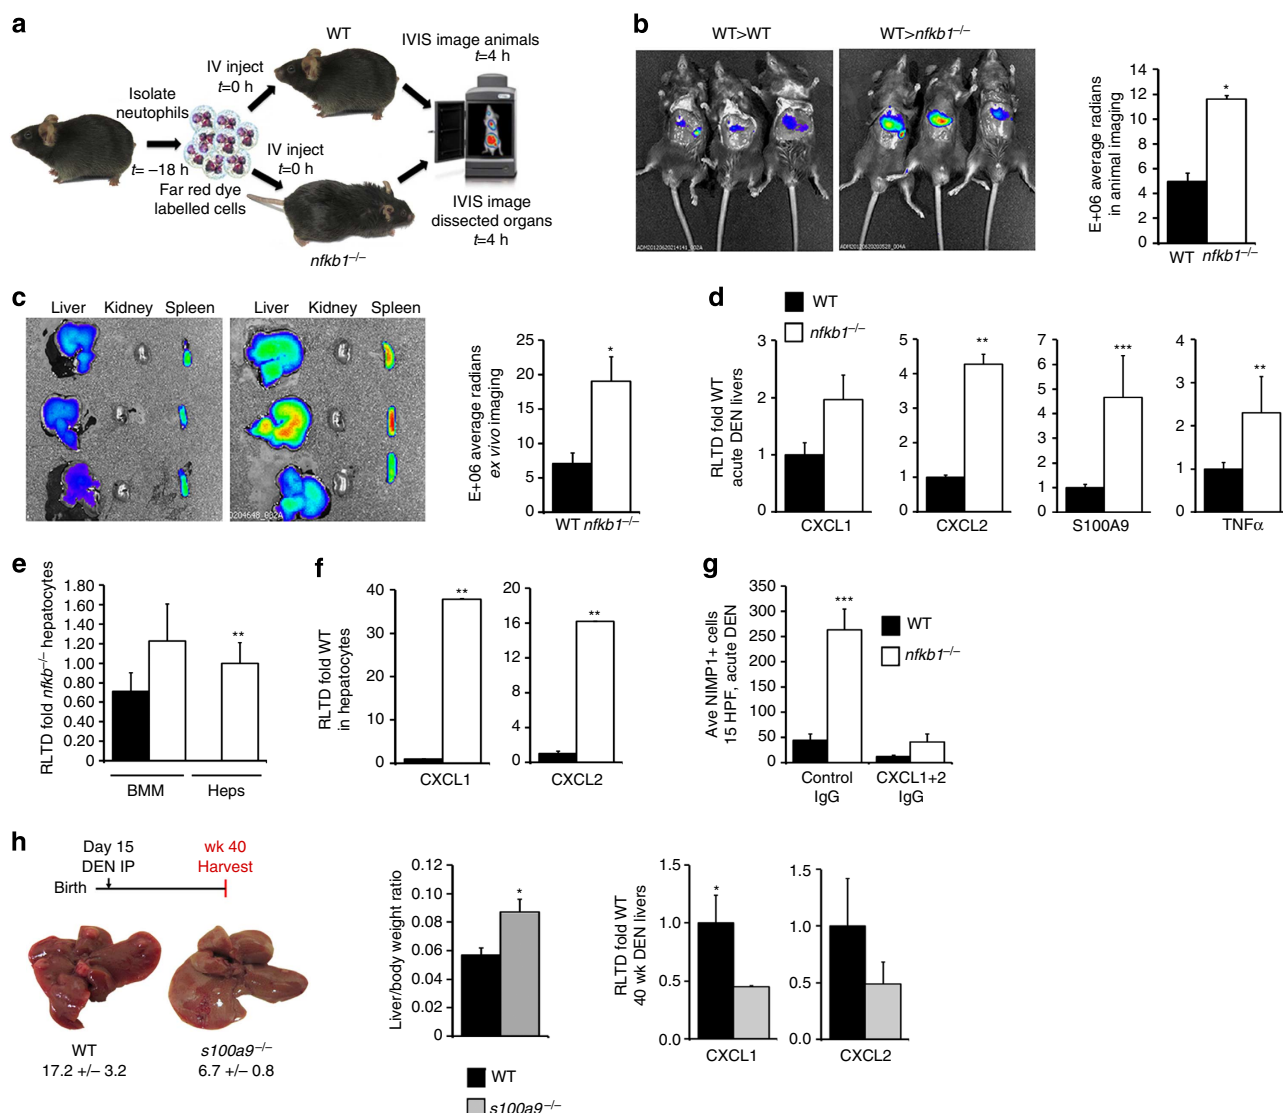 a
WT
IVIS image animals
t=4 h
IV inject
t=0 h
Isolate
neutophils
t= –18 h
IV inject
t=0 h
Far red dye
labelled cells
IVIS image
dissected organs
t=4 h
nfkb1–/–
b
WT>WT
WT>nfkb1–/–
ADM20120620214141_002A
E+06 average radians
in animal imaging
14
12
10
8
6
4
2
0
*
WT nfkb1–/–
c
Liver Kidney Spleen
Liver Kidney Spleen
0204648_002A
E+06 average radians
ex vivo imaging
25
20
15
10
5
0
*
WT nfkb1–/–
d
WT
nfkb1–/–
RLTD fold WT
acute DEN livers
3
2
1
0
CXCL1
5
4
3
2
1
0
**
CXCL2
7
6
5
4
3
2
1
0
***
S100A9
4
3
2
1
0
**
TNFα
e
RLTD fold nfkb–/– hepatocytes
1.80
1.60
1.40
1.20
1.00
0.80
0.60
0.40
0.20
0
**
BMM Heps
f
RLTD fold WT
in hepatocytes
40
30
20
10
0
**
CXCL1
20
16
12
8
4
0
**
CXCL2
g
Ave NIMP1+ cells
15 HPF, acute DEN
350
300
250
200
150
100
50
0
***
WT
nfkb1–/–
Control
IgG
CXCL1+2
IgG
h
Day 15
DEN IP
wk 40
Harvest
Birth
WT
17.2 +/– 3.2
s100a9–/–
6.7 +/– 0.8
Liver/body weight ratio
0.12
0.10
0.08
0.06
0.04
0.02
0
*
WT
s100a9–/–
RLTD fold WT
40 wk DEN livers
1.5
1.0
0.5
0.0
*
CXCL1
1.5
1.0
0.5
0.0
CXCL2